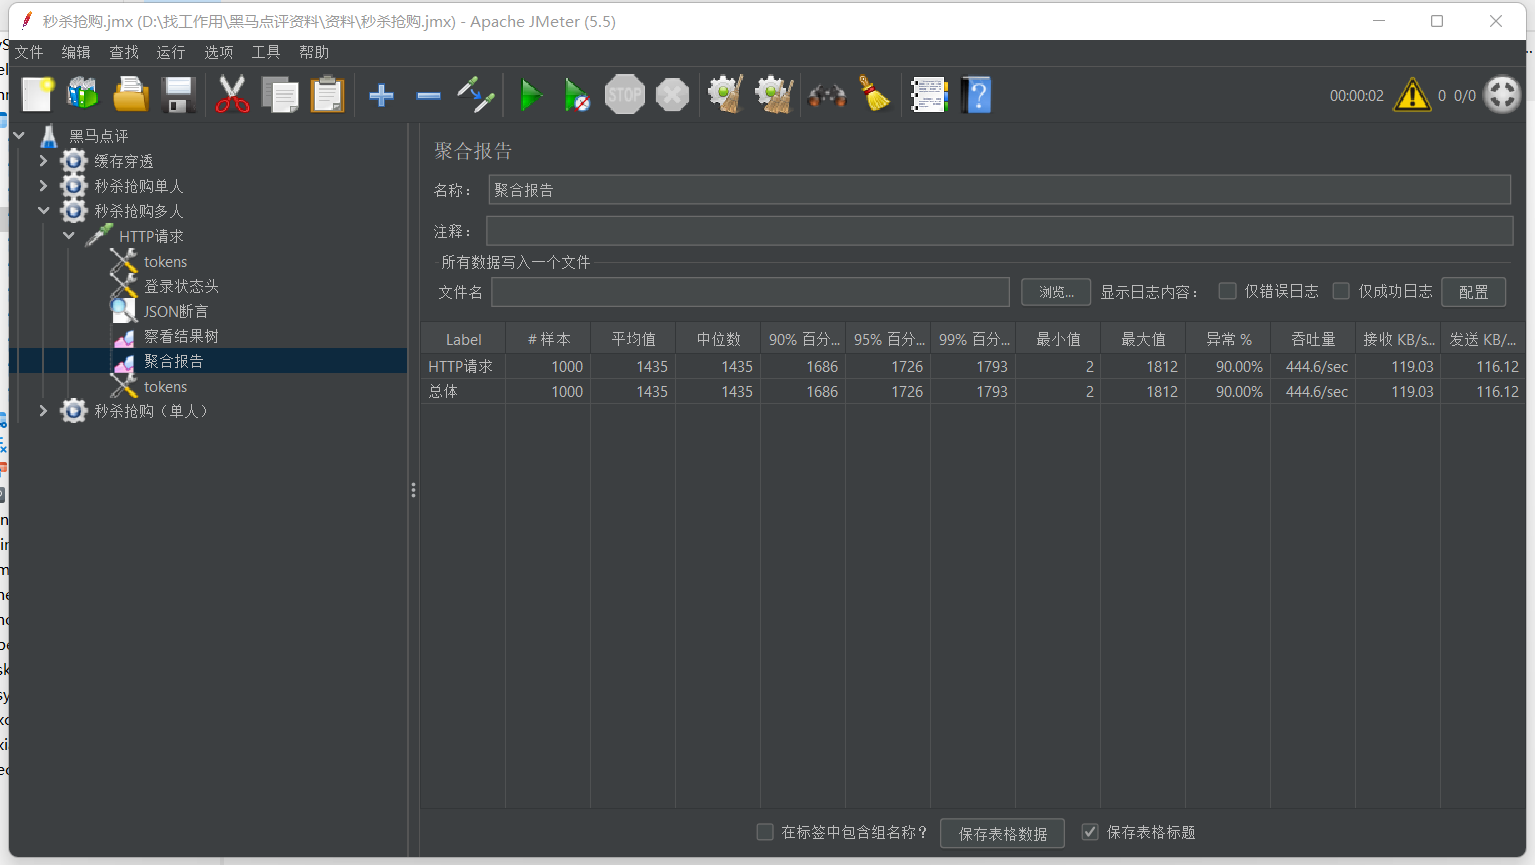 秒杀抢购.jmx (D:\找工作用\黑马点评资料\资料\秒杀抢购.jmx) - Apache JMeter (5.5)
文件 编辑 查找 运行 选项 工具 帮助
STOP
00:00:02 0 0/0
黑马点评
缓存穿透
秒杀抢购单人
秒杀抢购多人
HTTP请求
tokens
登录状态头
JSON断言
察看结果树
聚合报告
tokens
秒杀抢购（单人）
聚合报告
名称： 聚合报告
注释：
所有数据写入一个文件
文件名 浏览... 显示日志内容： 仅错误日志 仅成功日志 配置
Label # 样本 平均值 中位数 90% 百分... 95% 百分... 99% 百分... 最小值 最大值 异常 % 吞吐量 接收 KB/s... 发送 KB/...
HTTP请求 1000 1435 1435 1686 1726 1793 2 1812 90.00% 444.6/sec 119.03 116.12
总体 1000 1435 1435 1686 1726 1793 2 1812 90.00% 444.6/sec 119.03 116.12
在标签中包含组名称？ 保存表格数据 保存表格标题